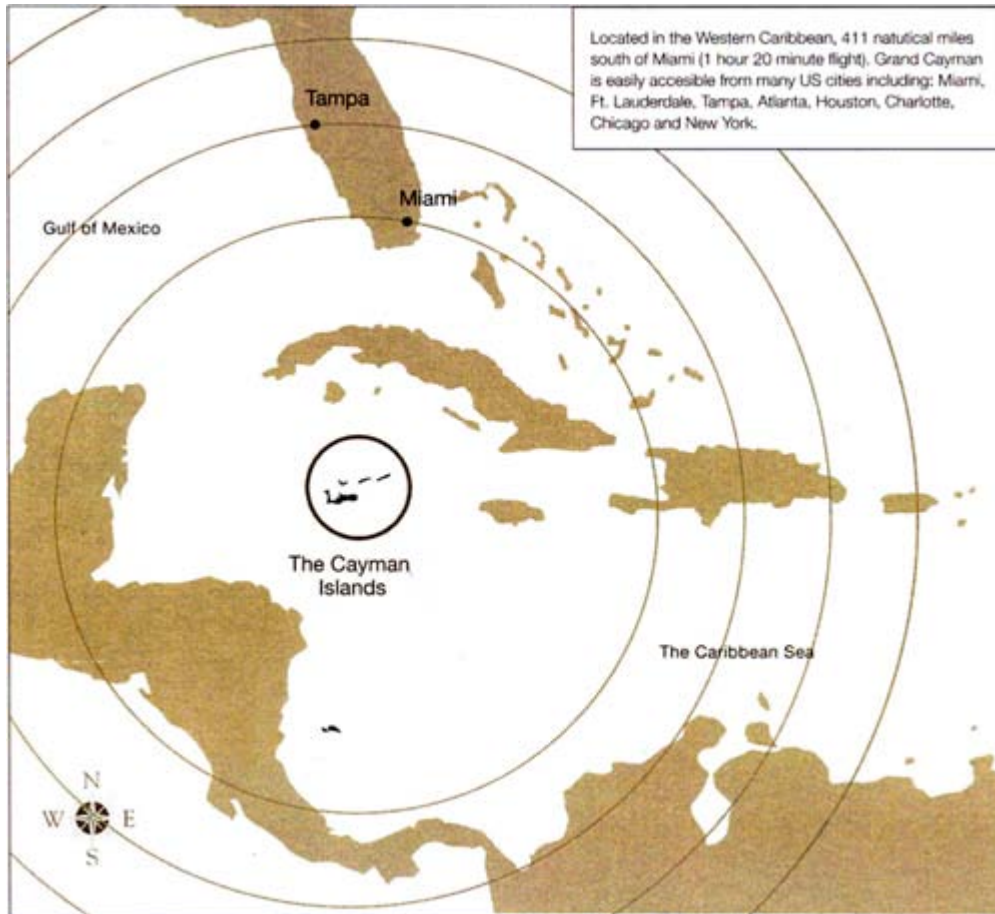 Located in the Western Caribbean, 411 natutical miles
south of Miami (1 hour 20 minute flight). Grand Cayman
is easily accesible from many US cities including: Miami,
Ft. Lauderdale, Tampa, Atlanta, Houston, Charlotte,
Chicago and New York.
Tampa
Miami
Gulf of Mexico
The Cayman
Islands
The Caribbean Sea
N
W E
S